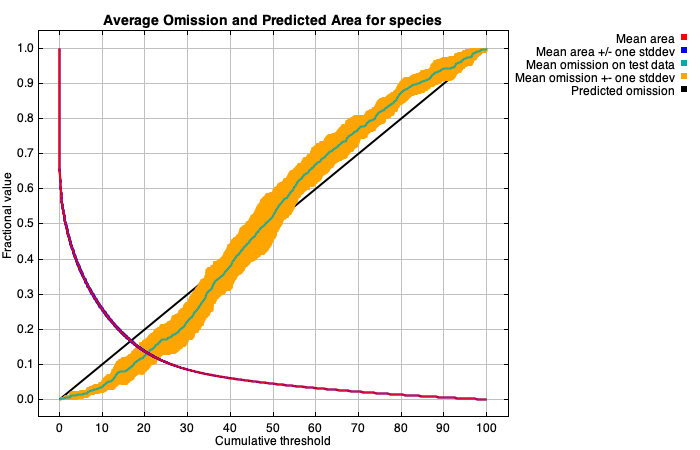 Average Omission and Predicted Area for species
Mean area
Mean area +/- one stddev
Mean omission on test data
Mean omission +- one stddev
Predicted omission
Fractional value
1.0
0.9
0.8
0.7
0.6
0.5
0.4
0.3
0.2
0.1
0.0
0 10 20 30 40 50 60 70 80 90 100
Cumulative threshold